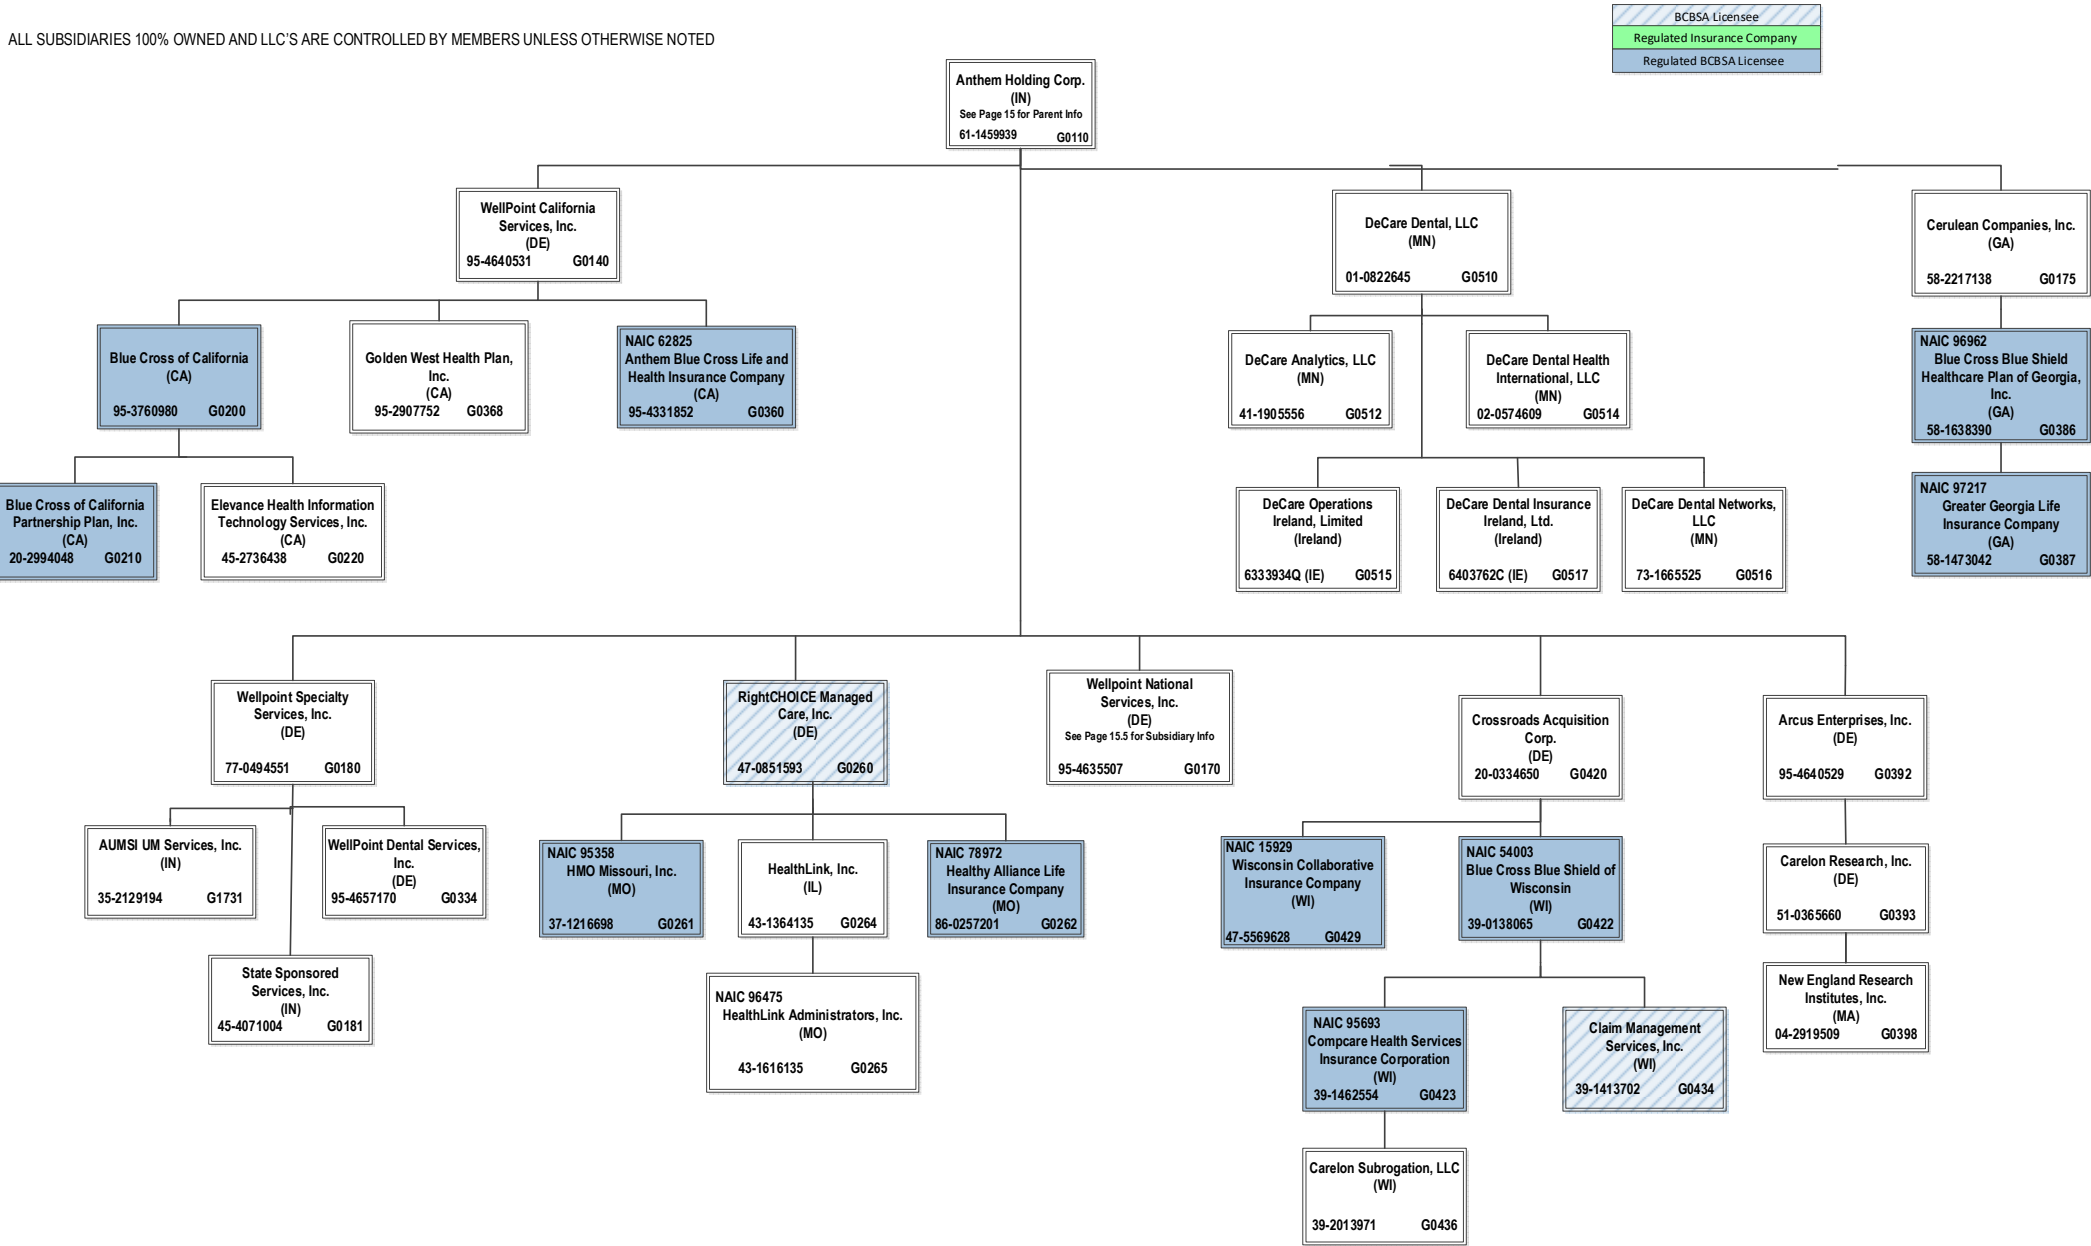 BCBSA Licensee
Regulated Insurance Company
Regulated BCBSA Licensee
ALL SUBSIDIARIES 100% OWNED AND LLC'S ARE CONTROLLED BY MEMBERS UNLESS OTHERWISE NOTED
Anthem Holding Corp.
(IN)
See Page 15 for Parent Info
61-1459939 G0110
WellPoint California
Services, Inc.
(DE)
95-4640531 G0140
DeCare Dental, LLC
(MN)
01-0822645 G0510
Cerulean Companies, Inc.
(GA)
58-2217138 G0175
Blue Cross of California
(CA)
95-3760980 G0200
Golden West Health Plan,
Inc.
(CA)
95-2907752 G0368
NAIC 62825
Anthem Blue Cross Life and
Health Insurance Company
(CA)
95-4331852 G0360
DeCare Analytics, LLC
(MN)
41-1905556 G0512
DeCare Dental Health
International, LLC
(MN)
02-0574609 G0514
NAIC 96962
Blue Cross Blue Shield
Healthcare Plan of Georgia,
Inc.
(GA)
58-1638390 G0386
Blue Cross of California
Partnership Plan, Inc.
(CA)
20-2994048 G0210
Elevance Health Information
Technology Services, Inc.
(CA)
45-2736438 G0220
DeCare Operations
Ireland, Limited
(Ireland)
6333934Q (IE) G0515
DeCare Dental Insurance
Ireland, Ltd.
(Ireland)
6403762C (IE) G0517
DeCare Dental Networks,
LLC
(MN)
73-1665525 G0516
NAIC 97217
Greater Georgia Life
Insurance Company
(GA)
58-1473042 G0387
Wellpoint Specialty
Services, Inc.
(DE)
77-0494551 G0180
RightCHOICE Managed
Care, Inc.
(DE)
47-0851593 G0260
Wellpoint National
Services, Inc.
(DE)
See Page 15.5 for Subsidiary Info
95-4635507 G0170
Crossroads Acquisition
Corp.
(DE)
20-0334650 G0420
Arcus Enterprises, Inc.
(DE)
95-4640529 G0392
AUMSI UM Services, Inc.
(IN)
35-2129194 G1731
WellPoint Dental Services,
Inc.
(DE)
95-4657170 G0334
NAIC 95358
HMO Missouri, Inc.
(MO)
37-1216698 G0261
HealthLink, Inc.
(IL)
43-1364135 G0264
NAIC 78972
Healthy Alliance Life
Insurance Company
(MO)
86-0257201 G0262
NAIC 15929
Wisconsin Collaborative
Insurance Company
(WI)
47-5569628 G0429
NAIC 54003
Blue Cross Blue Shield of
Wisconsin
(WI)
39-0138065 G0422
Carelon Research, Inc.
(DE)
51-0365660 G0393
State Sponsored
Services, Inc.
(IN)
45-4071004 G0181
NAIC 96475
HealthLink Administrators, Inc.
(MO)
43-1616135 G0265
NAIC 95693
Compcare Health Services
Insurance Corporation
(WI)
39-1462554 G0423
Claim Management
Services, Inc.
(WI)
39-1413702 G0434
New England Research
Institutes, Inc.
(MA)
04-2919509 G0398
Carelon Subrogation, LLC
(WI)
39-2013971 G0436